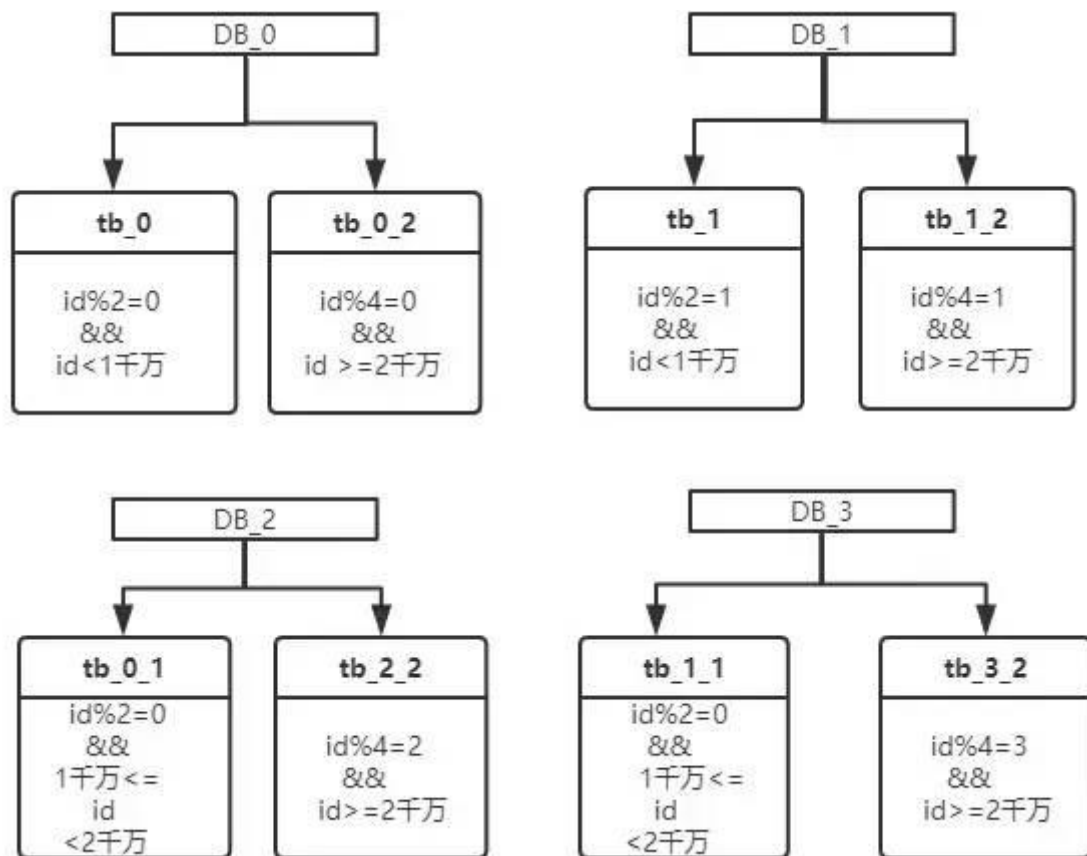 DB_0
tb_0
id%2=0
&&
id<1千万
tb_0_2
id%4=0
&&
id >=2千万
DB_1
tb_1
id%2=1
&&
id<1千万
tb_1_2
id%4=1
&&
id>=2千万
DB_2
tb_0_1
id%2=0
&&
1千万<=
id
<2千万
tb_2_2
id%4=2
&&
id>=2千万
DB_3
tb_1_1
id%2=0
&&
1千万<=
id
<2千万
tb_3_2
id%4=3
&&
id>=2千万